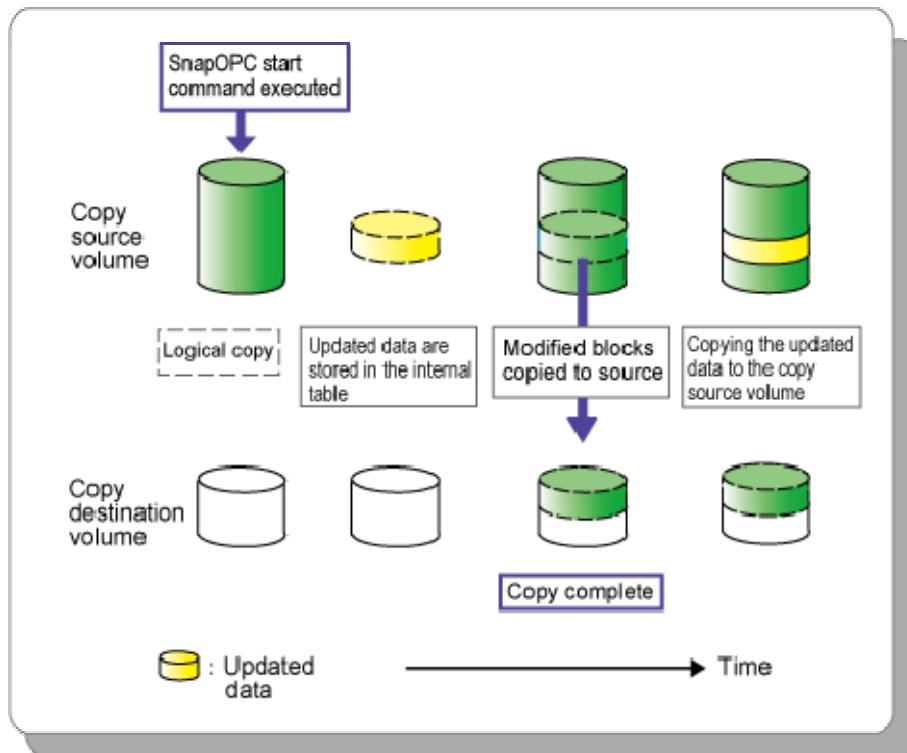 SnapOPC start
command executed
Copy
source
volume
Logical copy
Updated data are
stored in the internal
table
Modified blocks
copied to source
Copying the updated
data to the copy
source volume
Copy
destination
volume
Copy complete
: Updated
data
Time